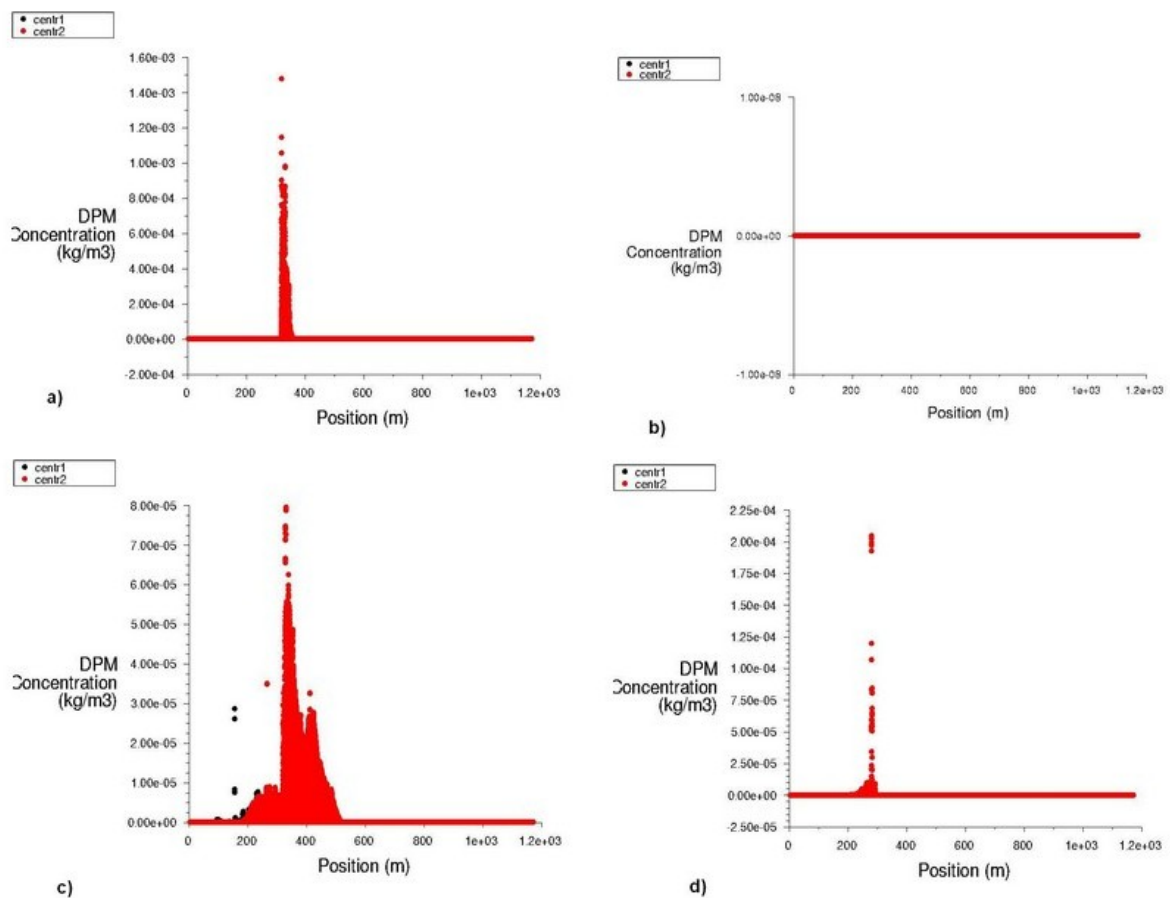 centr1
centr2
1.60e-03
1.40e-03
1.20e-03
1.00e-03
8.00e-04
6.00e-04
4.00e-04
2.00e-04
0.00e+00
-2.00e-04
DPM
Concentration
(kg/m3)
0 200 400 600 800 1e+03 1.2e+03
Position (m)
a)
centr1
centr2
1.00e-09
0.00e+00
-1.00e-09
DPM
Concentration
(kg/m3)
0 200 400 600 800 1e+03 1.2e+03
Position (m)
b)
centr1
centr2
8.00e-05
7.00e-05
6.00e-05
5.00e-05
4.00e-05
3.00e-05
2.00e-05
1.00e-05
0.00e+00
DPM
Concentration
(kg/m3)
0 200 400 600 800 1e+03 1.2e+03
Position (m)
c)
centr1
centr2
2.25e-04
2.00e-04
1.75e-04
1.50e-04
1.25e-04
1.00e-04
7.50e-05
5.00e-05
2.50e-05
0.00e+00
-2.50e-05
DPM
Concentration
(kg/m3)
0 200 400 600 800 1e+03 1.2e+03
Position (m)
d)